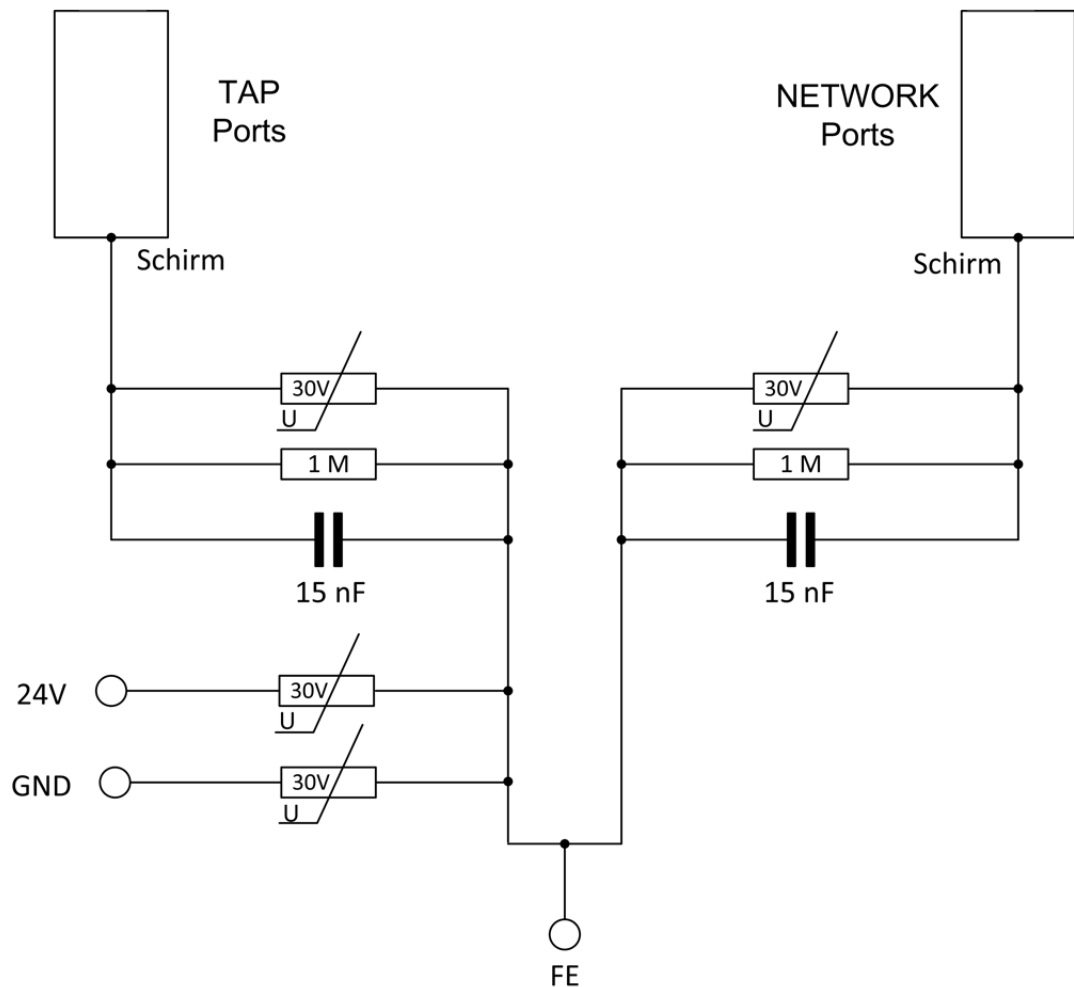 TAP
Ports
NETWORK
Ports
Schirm
Schirm
30V
U
30V
U
1 M
1 M
15 nF
15 nF
24V
30V
U
GND
30V
U
FE